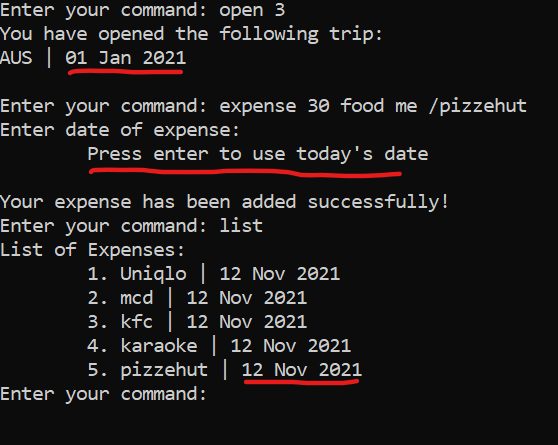 Enter your command: open 3
You have opened the following trip:
AUS | 01 Jan 2021
Enter your command: expense 30 food me /pizzehut
Enter date of expense:
Press enter to use today's date
Your expense has been added successfully!
Enter your command: list
List of Expenses:
1. Uniqlo | 12 Nov 2021
2. mcd | 12 Nov 2021
3. kfc | 12 Nov 2021
4. karaoke | 12 Nov 2021
5. pizzehut | 12 Nov 2021
Enter your command: